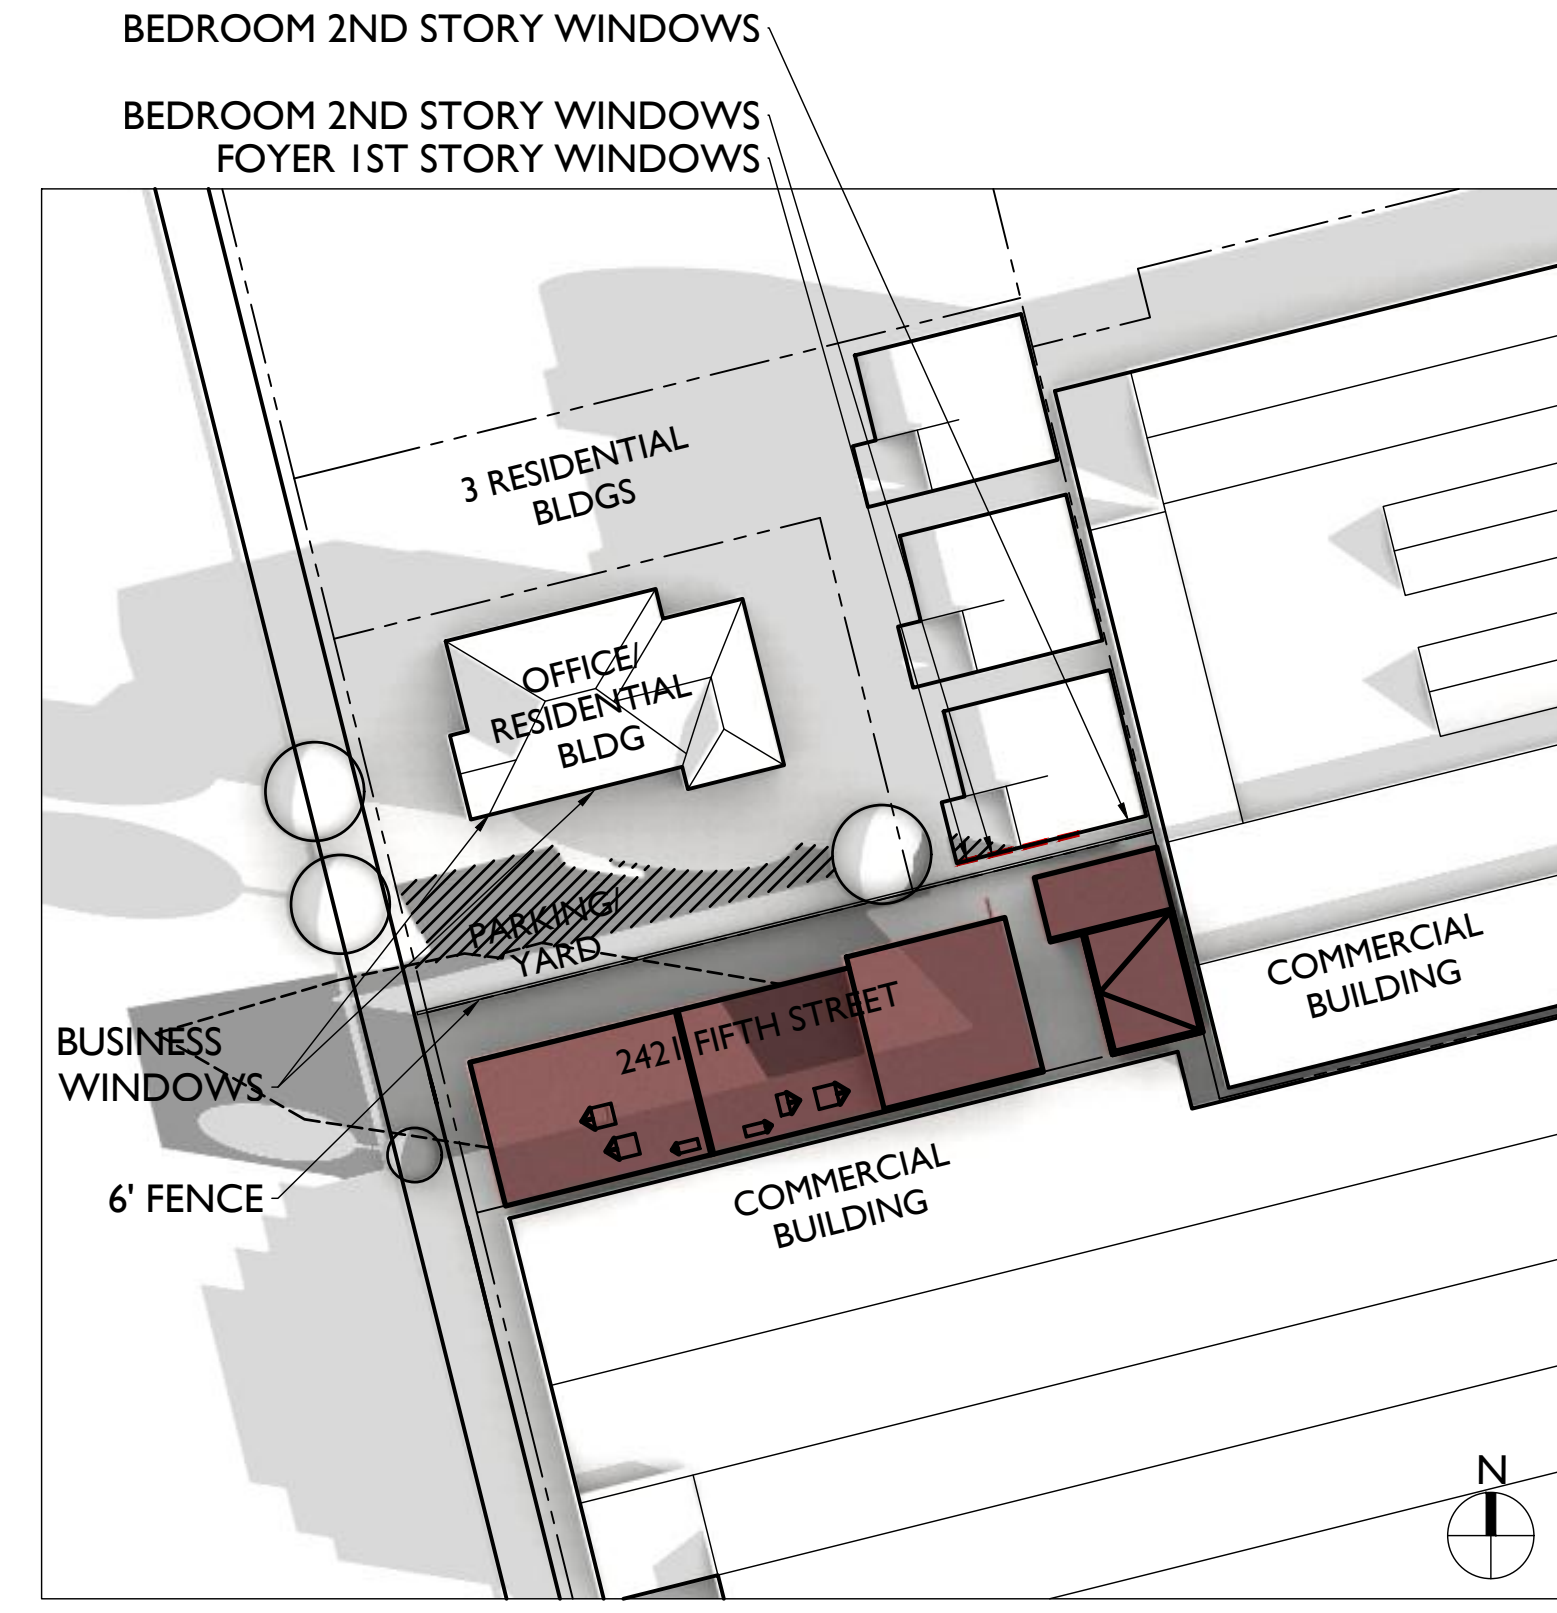 BEDROOM 2ND STORY WINDOWS
BEDROOM 2ND STORY WINDOWS
FOYER 1ST STORY WINDOWS
3 RESIDENTIAL
BLDGS
OFFICE/
RESIDENTIAL
BLDG
PARKING/
YARD
2421 FIFTH STREET
COMMERCIAL
BUILDING
BUSINESS
WINDOWS
6' FENCE
COMMERCIAL
BUILDING
N